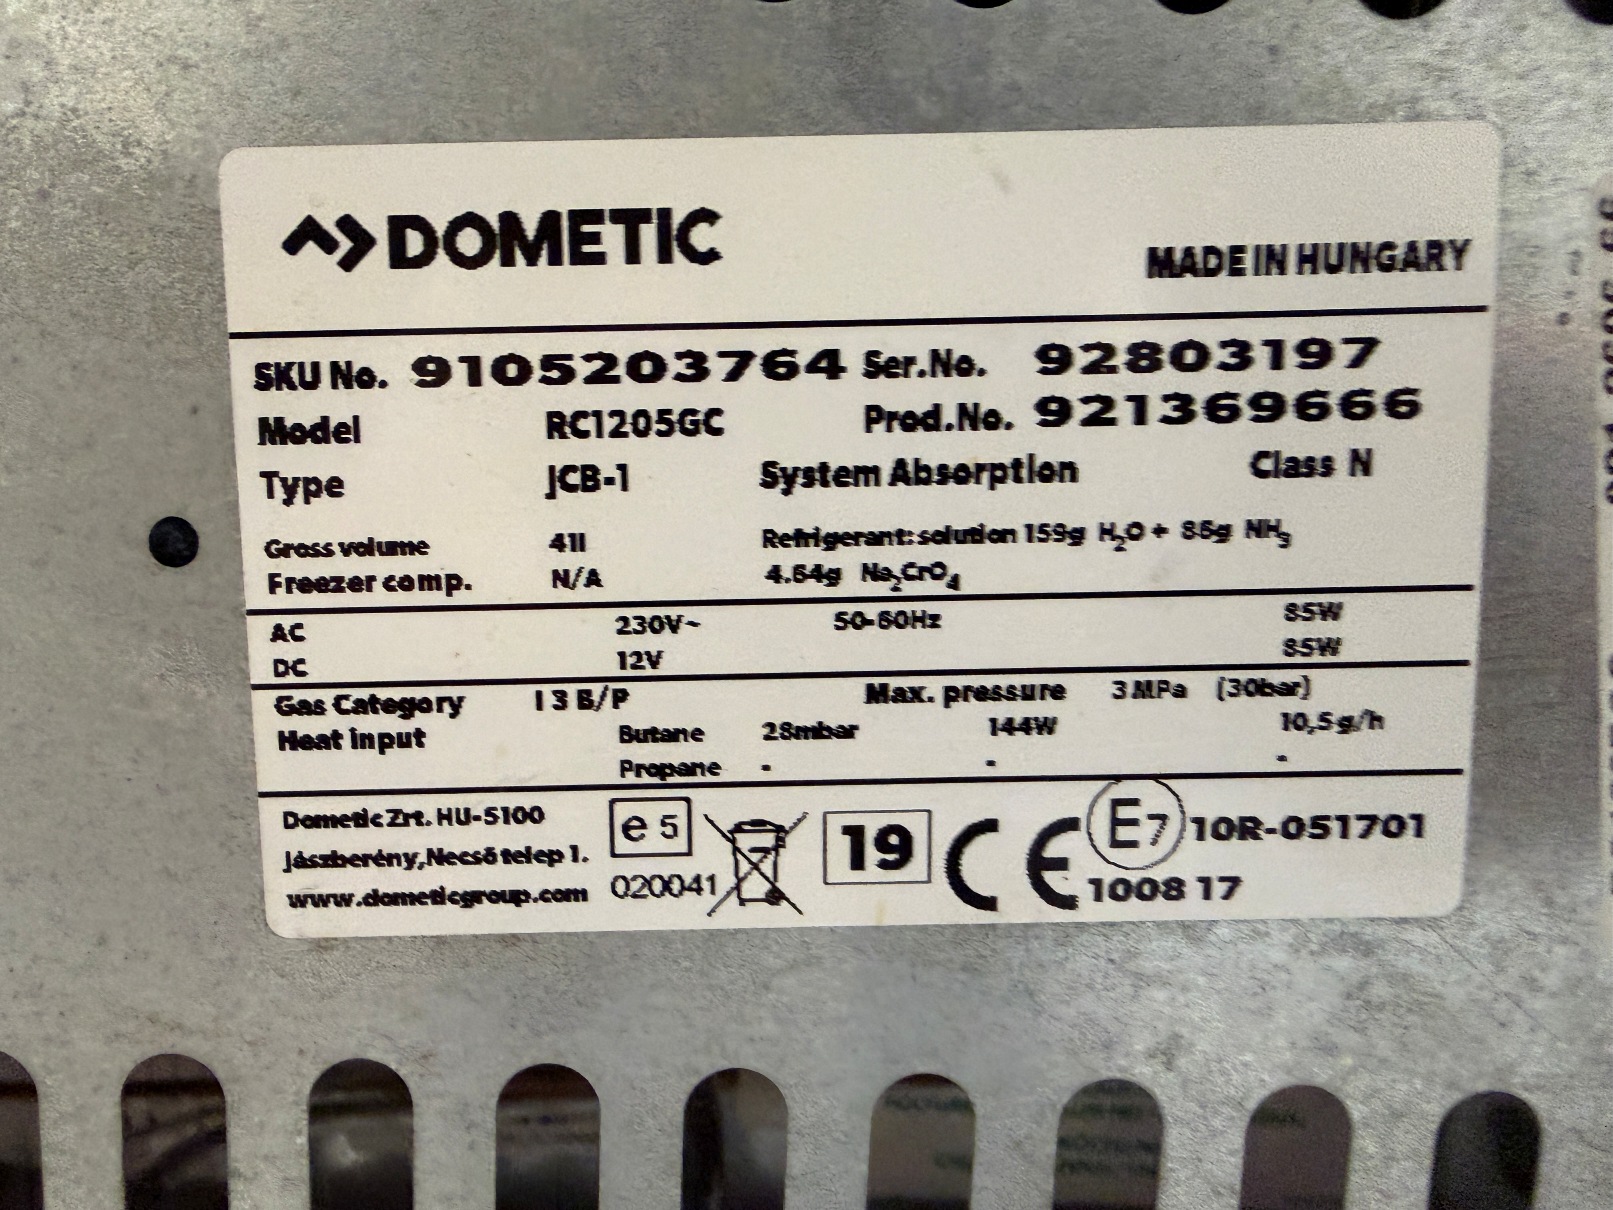 DOMETIC
MADE IN HUNGARY
SKU No. 9105203764 Ser.No. 92803197
Model RC1205GC Prod.No. 921369666
Type JCB-1 System Absorption Class N
Gross volume 41l Refrigerant: solution 159g H₂O + 86g NH₃
Freezer comp. N/A 4.64g Na₂CrO₄
AC 230V~ 50-60Hz 85W
DC 12V 85W
Gas Category I 3 B/P Max. pressure 3 MPa (30bar)
Heat input Butane 28mbar 144W 10,5 g/h
Propane - - -
Dometic Zrt. HU-5100
Jászberény, Necső telep 1.
www.dometicgroup.com
e 5
020041
19
CE
E7 10R-051701
1008 17